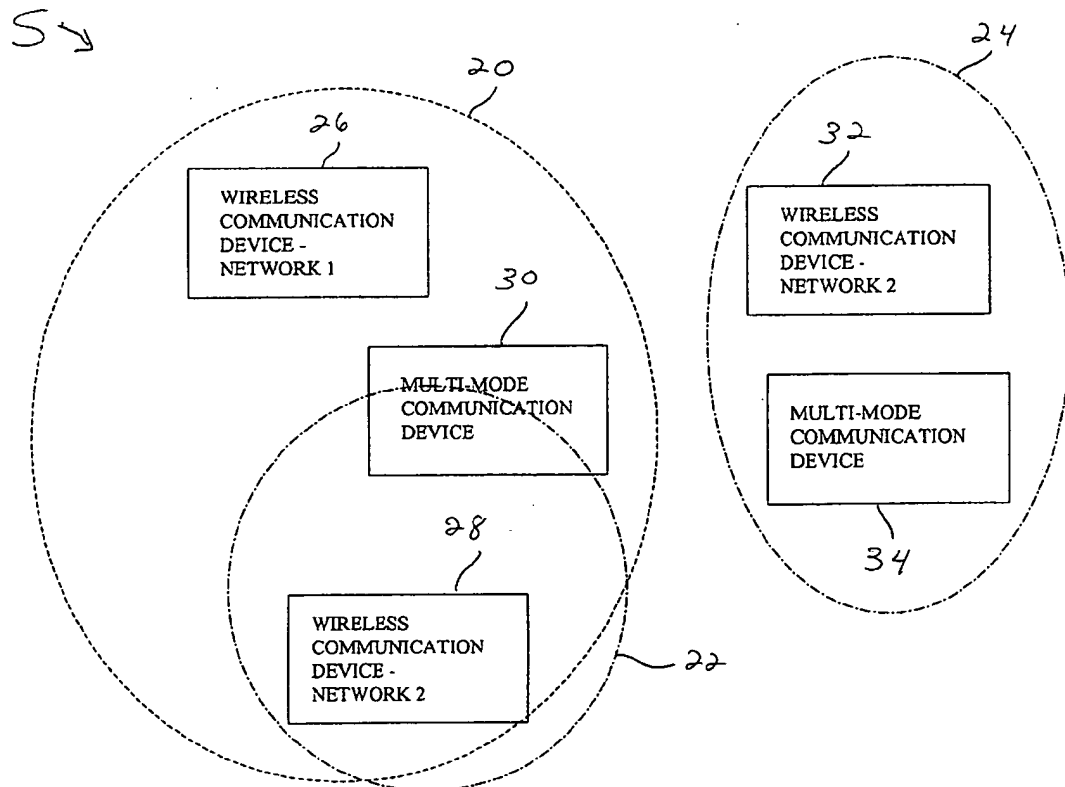 S
20
24
26
32
WIRELESS
COMMUNICATION
DEVICE -
NETWORK 1
WIRELESS
COMMUNICATION
DEVICE -
NETWORK 2
30
MULTI-MODE
COMMUNICATION
DEVICE
MULTI-MODE
COMMUNICATION
DEVICE
28
34
WIRELESS
COMMUNICATION
DEVICE -
NETWORK 2
22